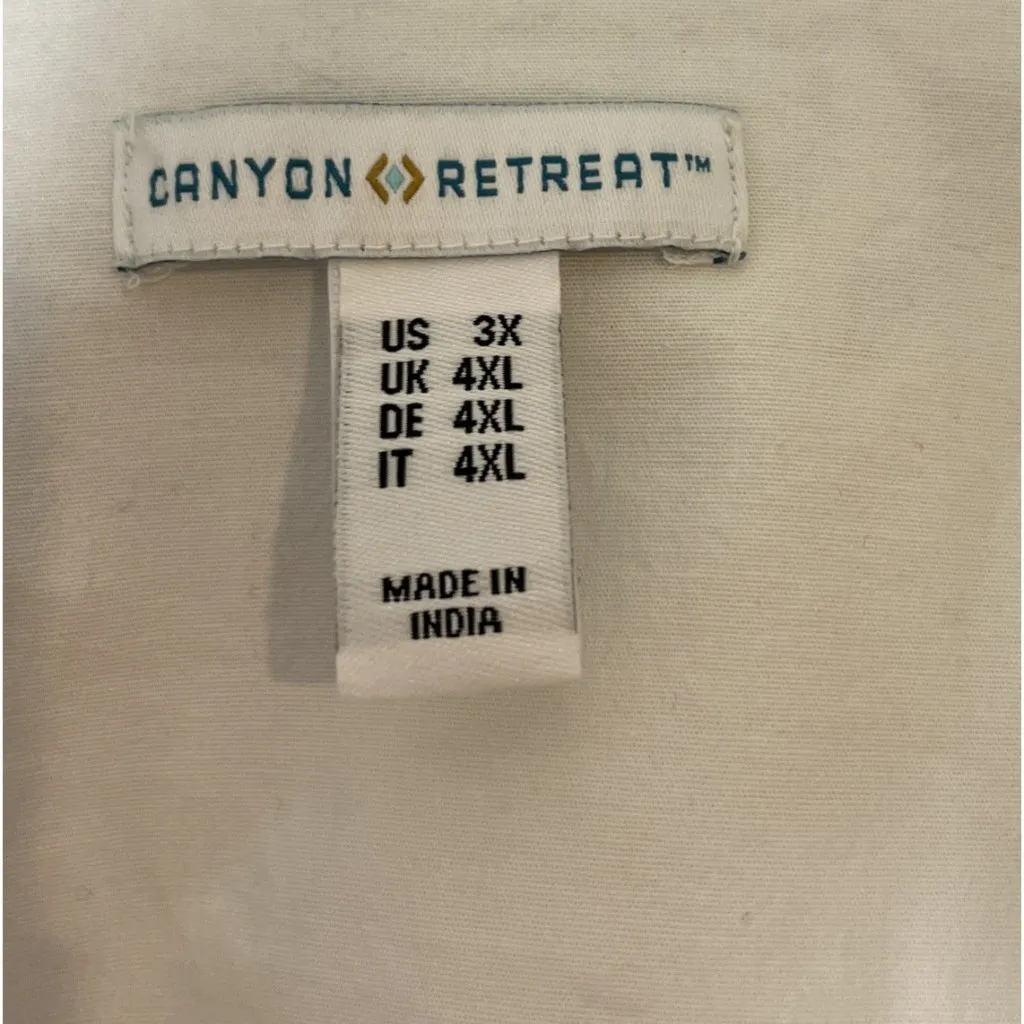 CANYON RETREAT™
US 3X
UK 4XL
DE 4XL
IT 4XL
MADE IN
INDIA